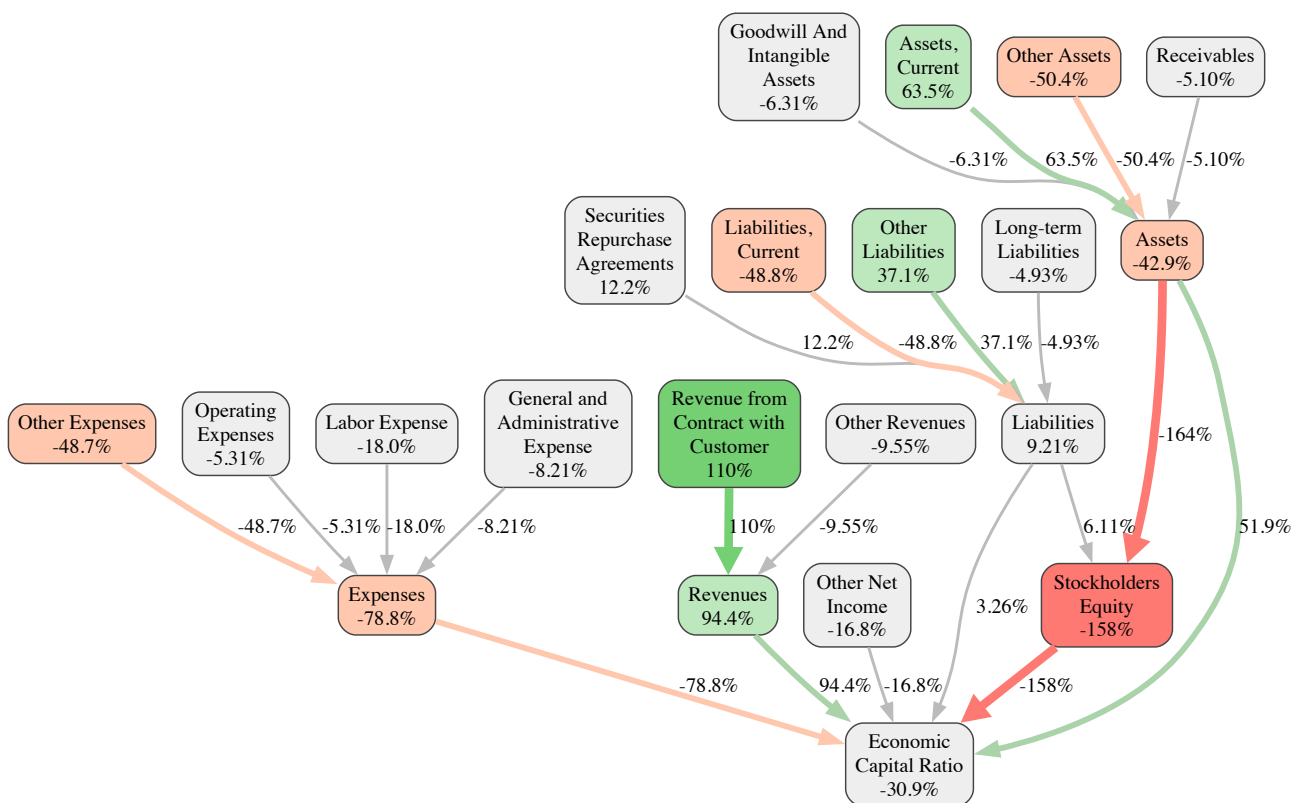 Goodwill And
Intangible
Assets
-6.31%
Assets,
Current
63.5%
Other Assets
-50.4%
Receivables
-5.10%
-6.31%
63.5%
-50.4%
-5.10%
Securities
Repurchase
Agreements
12.2%
Liabilities,
Current
-48.8%
Other
Liabilities
37.1%
Long-term
Liabilities
-4.93%
Assets
-42.9%
12.2%
-48.8%
37.1%
-4.93%
Other Expenses
-48.7%
Operating
Expenses
-5.31%
Labor Expense
-18.0%
General and
Administrative
Expense
-8.21%
Revenue from
Contract with
Customer
110%
Other Revenues
-9.55%
Liabilities
9.21%
-164%
-48.7%
-5.31%
-18.0%
-8.21%
110%
-9.55%
6.11%
51.9%
Expenses
-78.8%
Revenues
94.4%
Other Net
Income
-16.8%
3.26%
Stockholders
Equity
-158%
-78.8%
94.4%
-16.8%
-158%
Economic
Capital Ratio
-30.9%